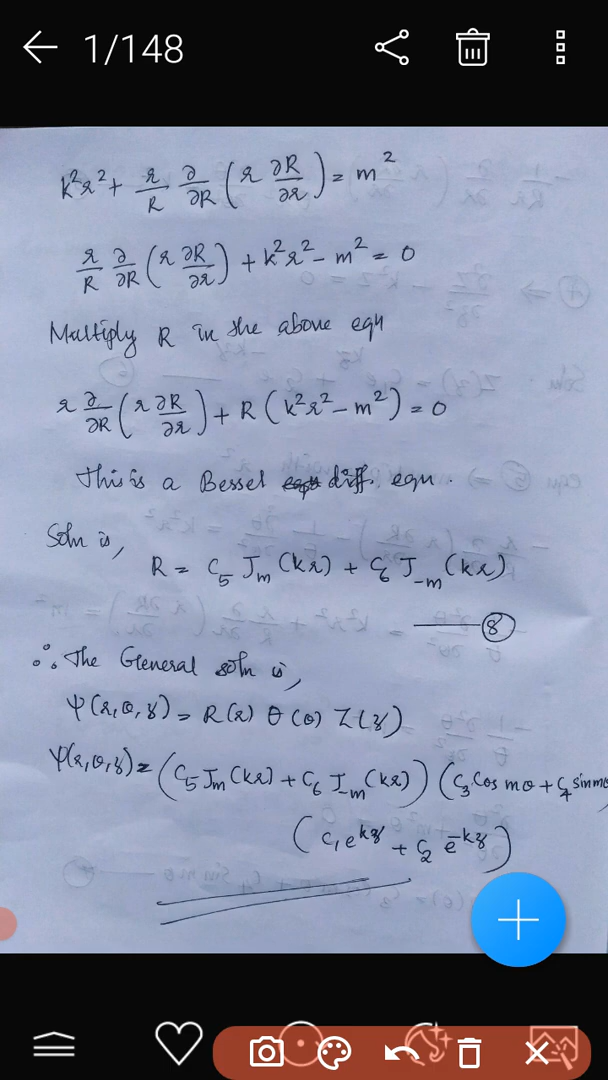 1/148
k²r² + r/R ∂/∂R (r ∂R/∂r) = m²
r/R ∂/∂R (r ∂R/∂r) + k²r² - m² = 0
Multiply R in the above equ
r ∂/∂R (r ∂R/∂r) + R (k²r² - m²) = 0
This is a Bessel diff. equ.
Soln is,
R = C₅ Jₘ (kr) + C₆ J₋ₘ (kr)
⑧
∴ The General soln is,
Ψ(r,θ,z) = R(r) θ(θ) Z(z)
Ψ(r,θ,z) = (C₅ Jₘ (kr) + C₆ J₋ₘ (kr)) (C₃ cos mθ + C₄ sin mθ
(C₁ e^kz + C₂ e^-kz)